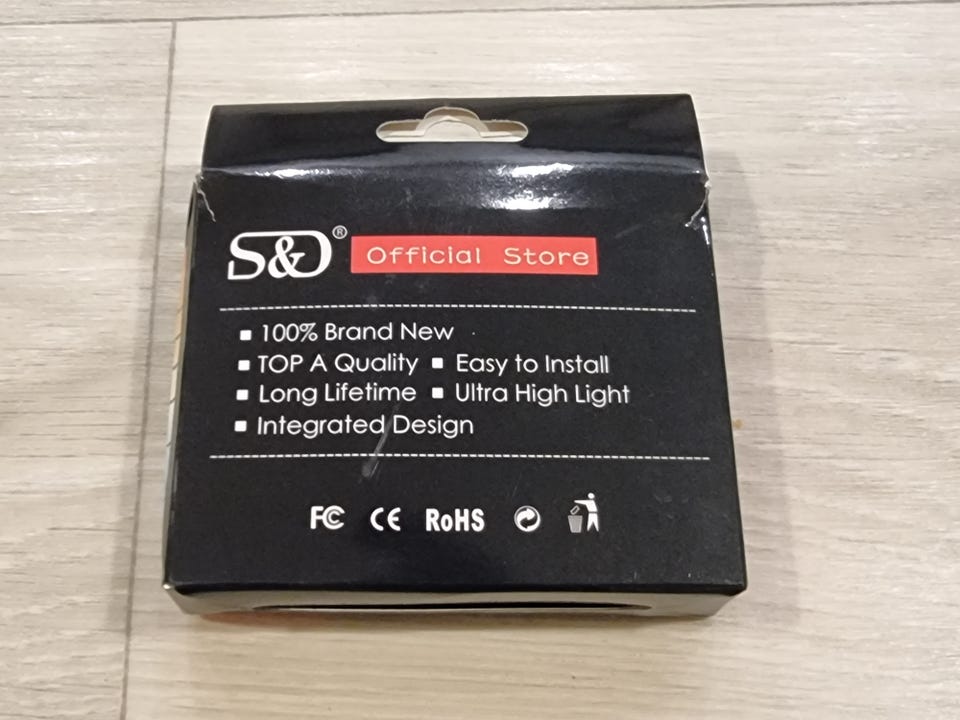 S&D® Official Store
100% Brand New
TOP A Quality ▪ Easy to Install
Long Lifetime ▪ Ultra High Light
Integrated Design
FC CE RoHS